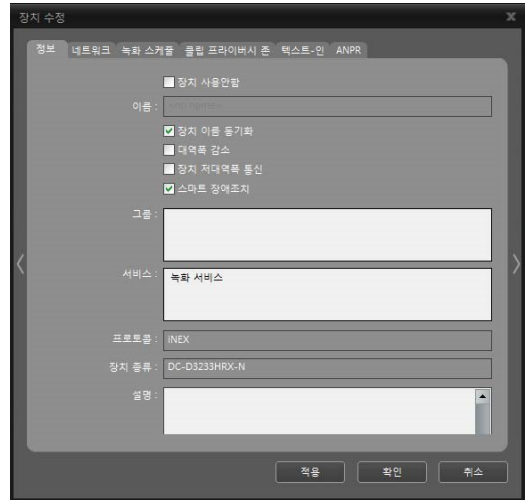 장치 수정
정보 네트워크 녹화 스케줄 클립 프라이버시 존 텍스트-인 ANPR
장치 사용안함
이름 :
장치 이름 동기화
대역폭 감소
장치 저대역폭 통신
스마트 장애조치
그룹 :
서비스 : 녹화 서비스
프로토콜 : iNEX
장치 종류 : DC-D3233HRX-N
설명 :
적용 확인 취소